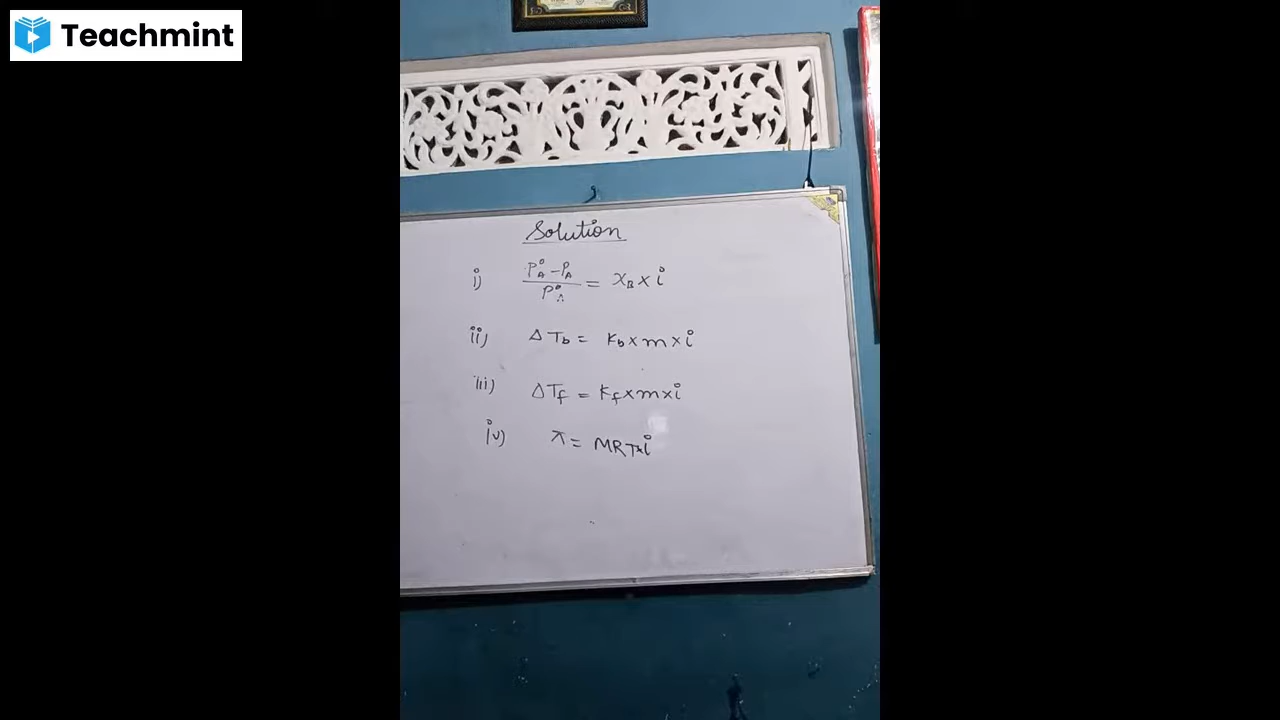 Teachmint
Solution
i) (P°A - PA) / P°A = xB × i
ii) ΔTb = Kb × m × i
iii) ΔTf = Kf × m × i
iv) π = MRT × i